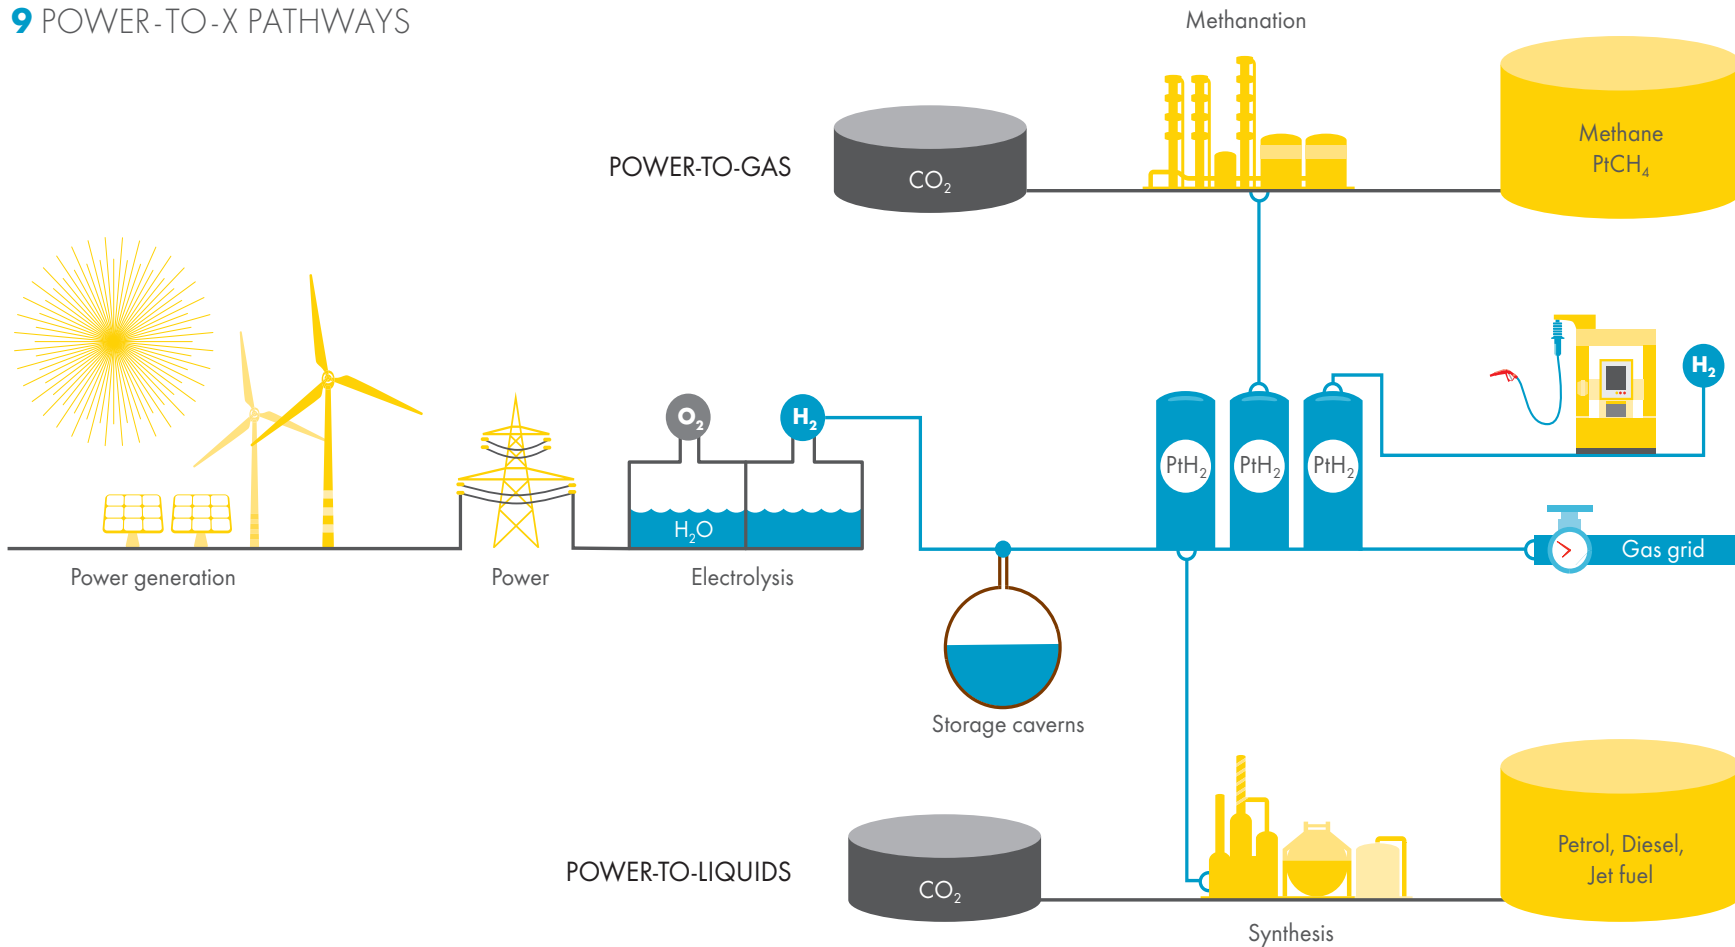 9 POWER-TO-X PATHWAYS
Methanation
Methane
PtCH₄
POWER-TO-GAS
CO₂
H₂
O₂
H₂
PtH₂
PtH₂
PtH₂
H₂O
Gas grid
Power generation
Power
Electrolysis
Storage caverns
Petrol, Diesel,
Jet fuel
POWER-TO-LIQUIDS
CO₂
Synthesis